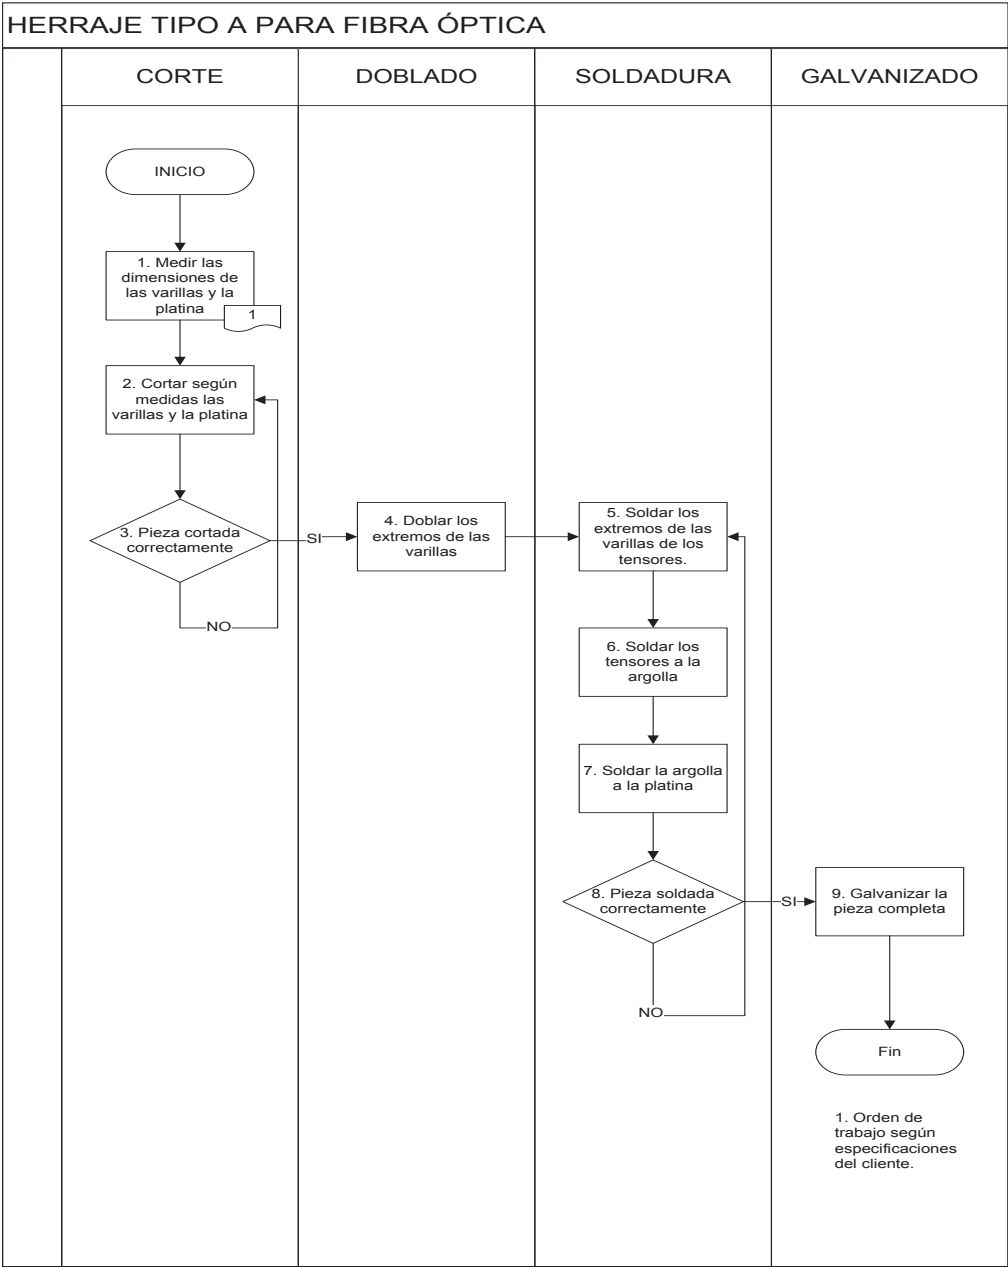 HERRAJE TIPO A PARA FIBRA ÓPTICA
CORTE
DOBLADO
SOLDADURA
GALVANIZADO
INICIO
1. Medir las
dimensiones de
las varillas y la
platina
1
2. Cortar según
medidas las
varillas y la platina
3. Pieza cortada
correctamente
SI
NO
4. Doblar los
extremos de las
varillas
5. Soldar los
extremos de las
varillas de los
tensores.
6. Soldar los
tensores a la
argolla
7. Soldar la argolla
a la platina
8. Pieza soldada
correctamente
SI
NO
9. Galvanizar la
pieza completa
Fin
1. Orden de
trabajo según
especificaciones
del cliente.